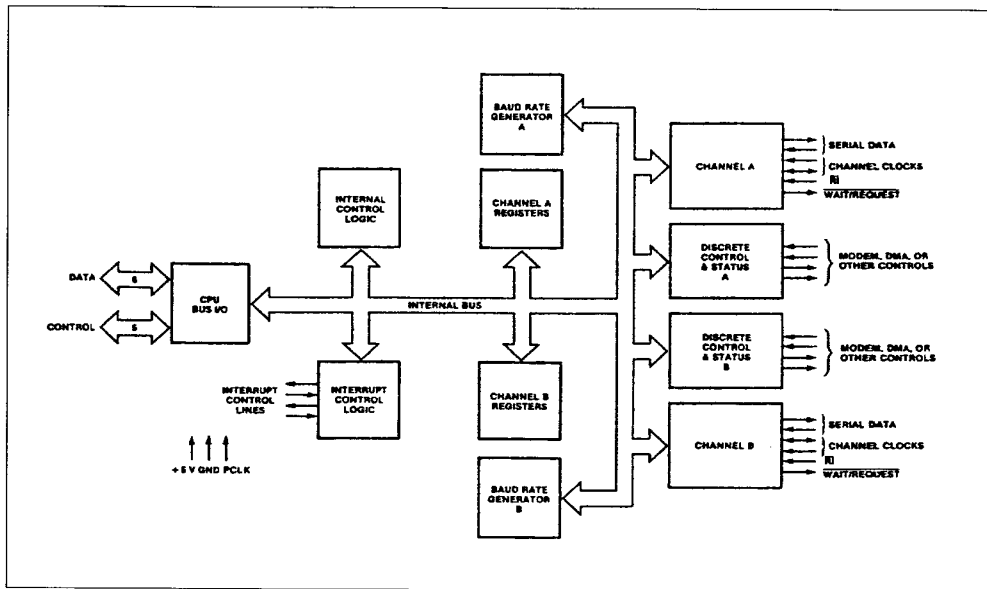 BAUD RATE
GENERATOR
A
CHANNEL A
SERIAL DATA
CHANNEL CLOCKS
WAIT/REQUEST
INTERNAL
CONTROL
LOGIC
CHANNEL A
REGISTERS
DISCRETE
CONTROL
& STATUS
A
MODEM, DMA, OR
OTHER CONTROLS
DATA
CPU
BUS I/O
INTERNAL BUS
CONTROL
DISCRETE
CONTROL
& STATUS
B
MODEM, DMA, OR
OTHER CONTROLS
INTERRUPT
CONTROL
LINES
INTERRUPT
CONTROL
LOGIC
CHANNEL B
REGISTERS
CHANNEL B
SERIAL DATA
CHANNEL CLOCKS
WAIT/REQUEST
+5 V GND PCLK
BAUD RATE
GENERATOR
B